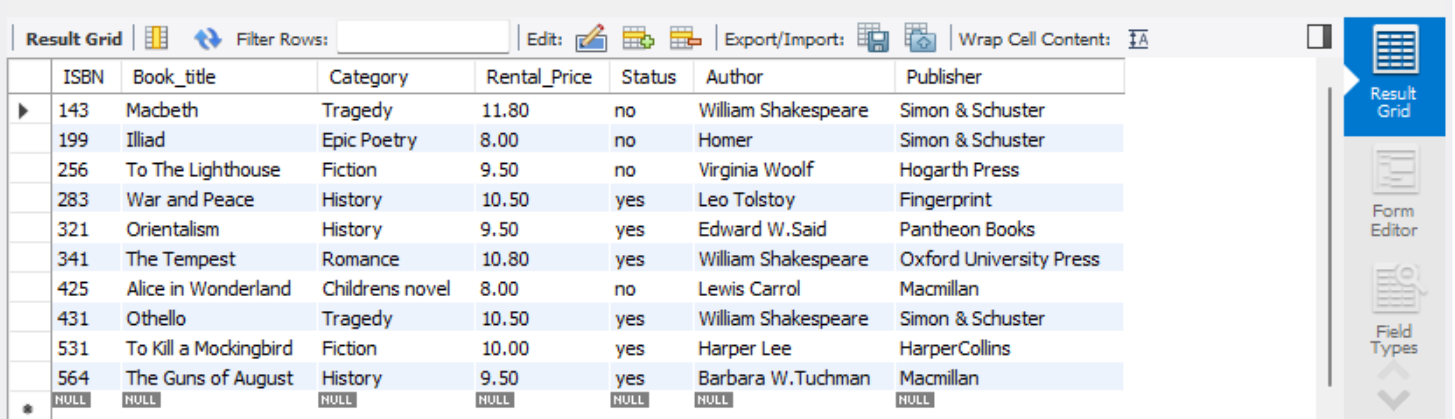 Result Grid Filter Rows: Edit: Export/Import: Wrap Cell Content: IA
ISBN Book_title Category Rental_Price Status Author Publisher
143 Macbeth Tragedy 11.80 no William Shakespeare Simon & Schuster
199 Illiad Epic Poetry 8.00 no Homer Simon & Schuster
256 To The Lighthouse Fiction 9.50 no Virginia Woolf Hogarth Press
283 War and Peace History 10.50 yes Leo Tolstoy Fingerprint
321 Orientalism History 9.50 yes Edward W.Said Pantheon Books
341 The Tempest Romance 10.80 yes William Shakespeare Oxford University Press
425 Alice in Wonderland Childrens novel 8.00 no Lewis Carrol Macmillan
431 Othello Tragedy 10.50 yes William Shakespeare Simon & Schuster
531 To Kill a Mockingbird Fiction 10.00 yes Harper Lee HarperCollins
564 The Guns of August History 9.50 yes Barbara W.Tuchman Macmillan
NULL NULL NULL NULL NULL NULL
Result
Grid
Form
Editor
Field
Types